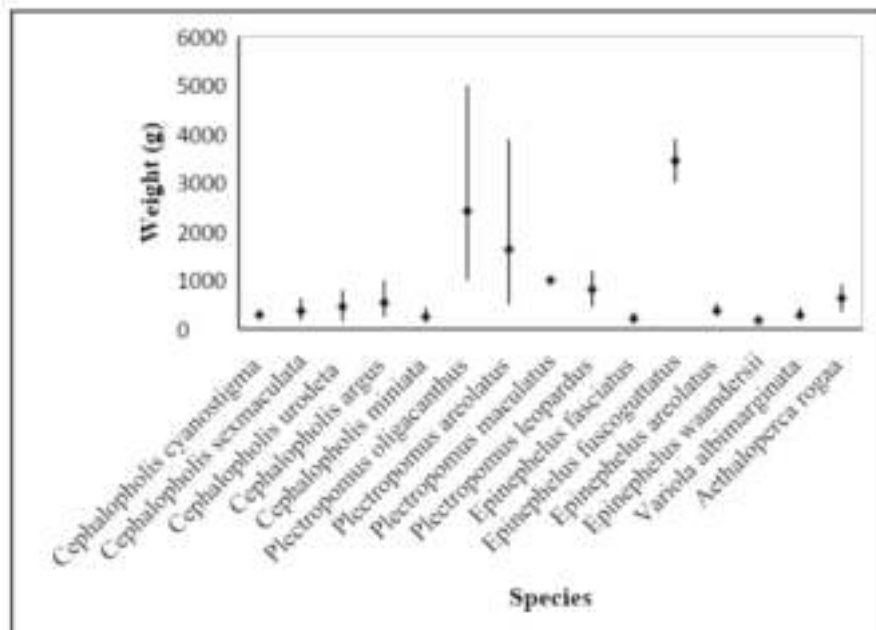 6000
5000
4000
3000
2000
1000
0
Weight (g)
Cephalopholis cyanostigma
Cephalopholis sexmaculata
Cephalopholis urodeta
Cephalopholis argus
Cephalopholis miniata
Plectropomus oligacanthus
Plectropomus areolatus
Plectropomus maculatus
Plectropomus leopardus
Epinephelus fasciatus
Epinephelus fuscoguttatus
Epinephelus areolatus
Epinephelus waandersii
Variola albimarginata
Aethaloperca rogaa
Species